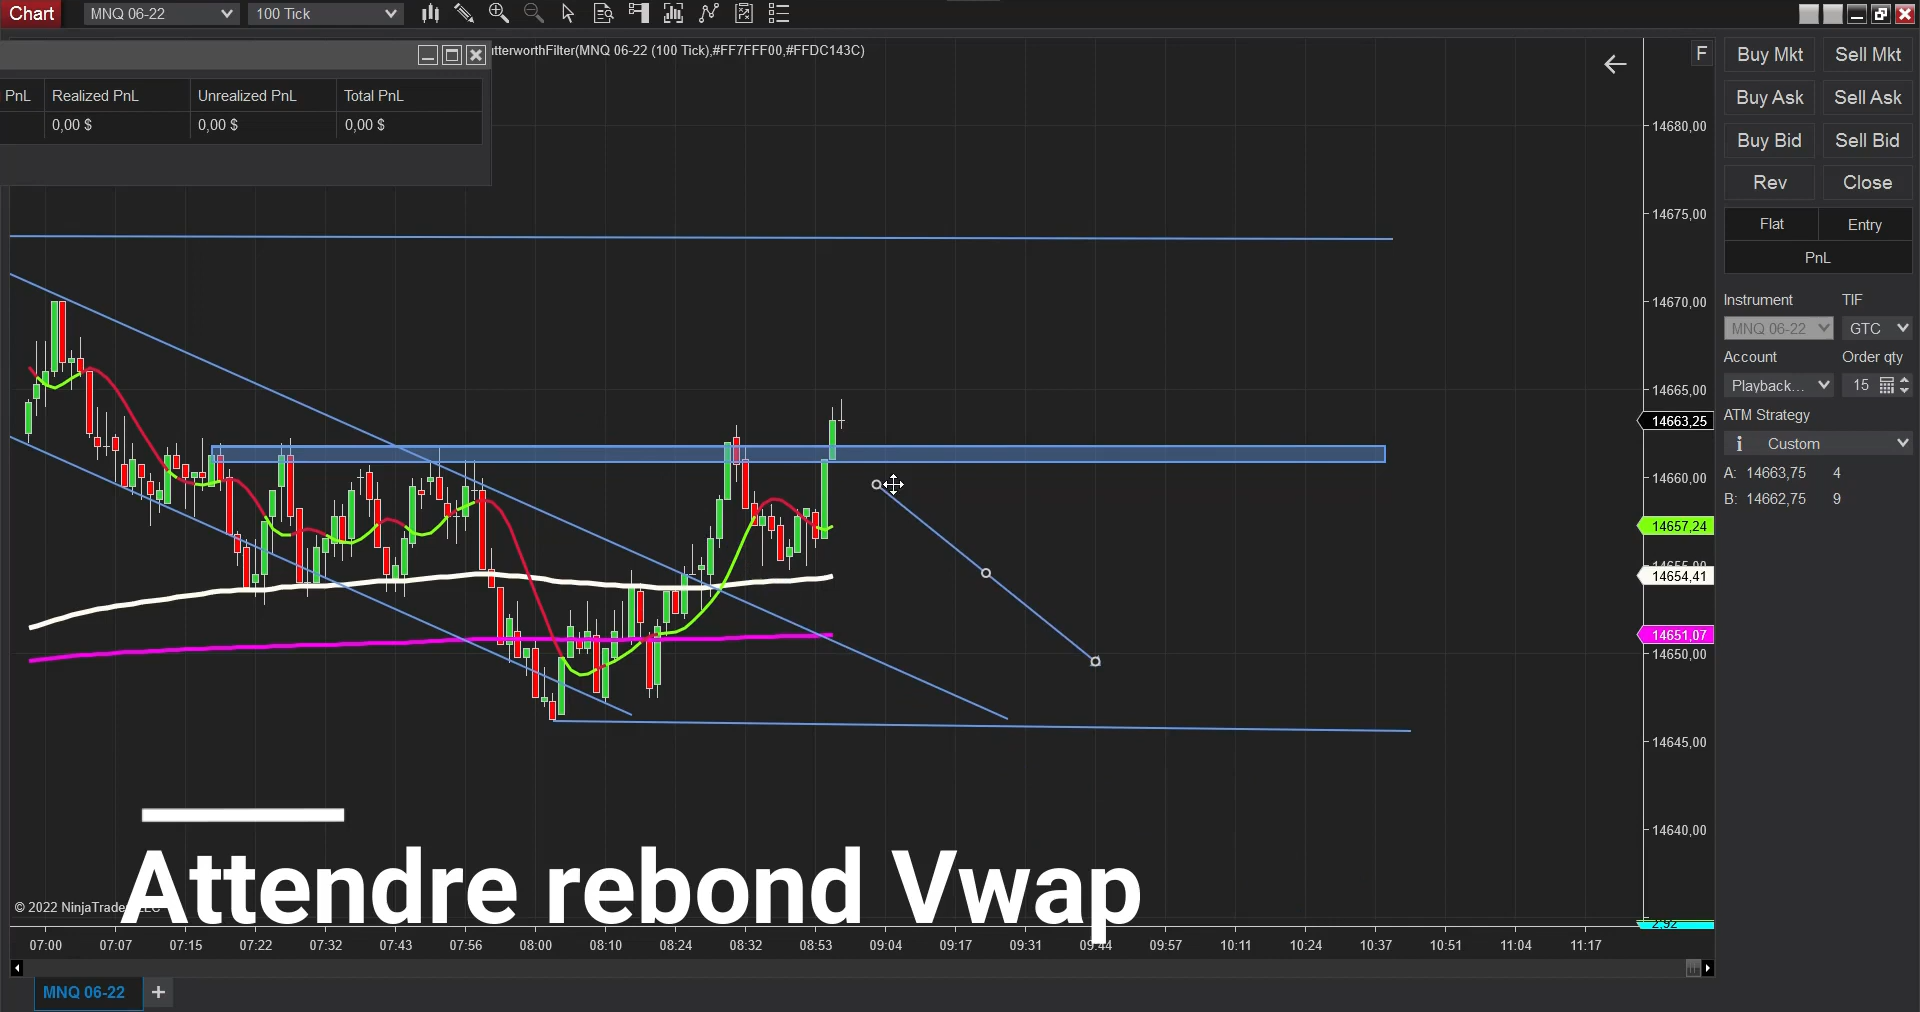 Chart MNQ 06-22 100 Tick
utterworthFilter(MNQ 06-22 (100 Tick),#FF7FFF00,#FFDC143C)
PnL Realized PnL Unrealized PnL Total PnL
0,00 $ 0,00 $ 0,00 $
F
14680,00
14675,00
14670,00
14665,00
14663,25
14660,00
14657,24
14654,41
14651,07
14650,00
14645,00
14640,00
2,92
Buy Mkt Sell Mkt
Buy Ask Sell Ask
Buy Bid Sell Bid
Rev Close
Flat Entry
PnL
Instrument TIF
MNQ 06-22 GTC
Account Order qty
Playback... 15
ATM Strategy
Custom
A: 14663,75 4
B: 14662,75 9
Attendre rebond Vwap
© 2022 NinjaTrader, LLC
07:00 07:07 07:15 07:22 07:32 07:43 07:56 08:00 08:10 08:24 08:32 08:53 09:04 09:17 09:31 09:44 09:57 10:11 10:24 10:37 10:51 11:04 11:17
MNQ 06-22 +